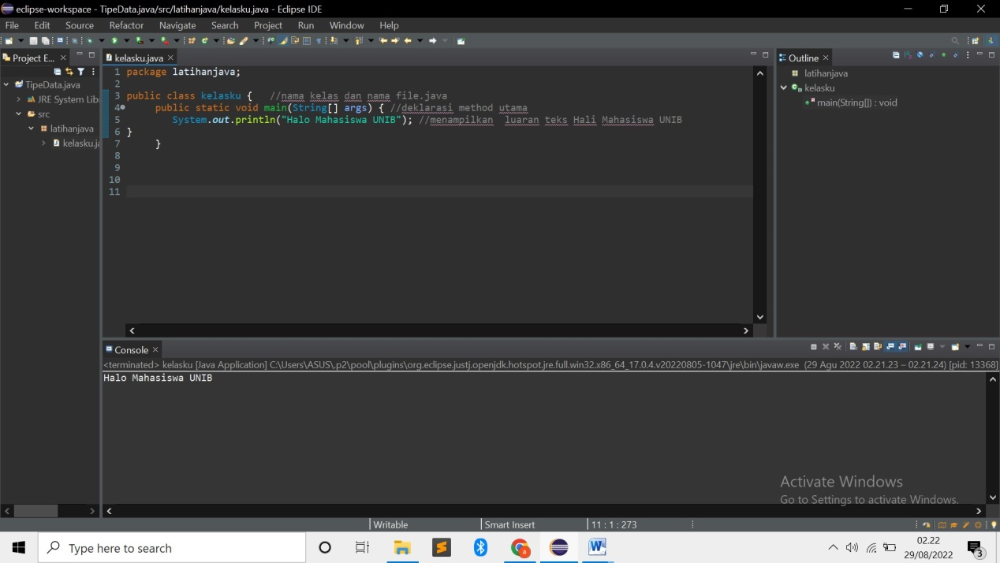 eclipse-workspace - TipeData.java/src/latihanjava/kelasku.java - Eclipse IDE
File Edit Source Refactor Navigate Search Project Run Window Help
Project E...
TipeData.java
JRE System Lib
src
latihanjava
kelasku.ja
kelasku.java
1 package latihanjava;
2
3 public class kelasku { //nama kelas dan nama file.java
4 public static void main(String[] args) { //deklarasi method utama
5 System.out.println("Halo Mahasiswa UNIB"); //menampilkan luaran teks Hali Mahasiswa UNIB
6 }
7 }
8
9
10
11
Outline
latihanjava
kelasku
main(String[]) : void
Console
<terminated> kelasku [Java Application] C:\Users\ASUS\.p2\pool\plugins\org.eclipse.justj.openjdk.hotspot.jre.full.win32.x86_64_17.0.4.v20220805-1047\jre\bin\javaw.exe (29 Agu 2022 02.21.23 – 02.21.24) [pid: 13368]
Halo Mahasiswa UNIB
Activate Windows
Go to Settings to activate Windows.
Writable
Smart Insert
11 : 1 : 273
Type here to search
02.22
29/08/2022
3